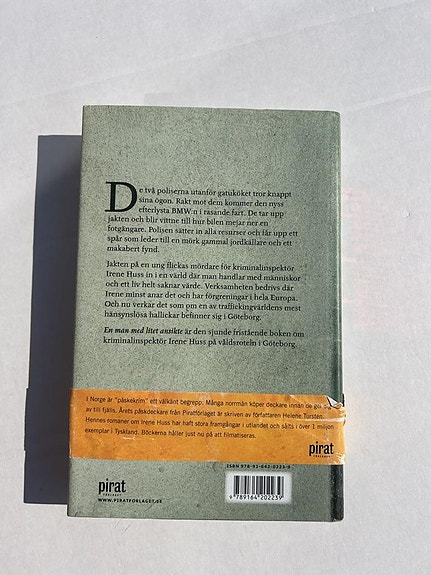 De två poliserna utanför gatuköket tror knappt
sina ögon. Rakt mot dem kommer den nyss
efterlysta BMW:n i rasande fart. De tar upp
jakten och blir vittne till hur bilen mejar ner en
fotgängare. Polisen sätter in alla resurser och får upp ett
spår som leder till en mörk gammal jordkällare och ett
makabert fynd.
Jakten på en ung flickas mördare för kriminalinspektör
Irene Huss in i en värld där man handlar med människor
och ett liv helt saknar värde. Verksamheten bedrivs där
Irene minst anar det och har förgreningar i hela Europa.
Och nu verkar det som om en av traffickingvärldens mest
hänsynslösa hallickar befinner sig i Göteborg.
En man med litet ansikte är den sjunde fristående boken om
kriminalinspektör Irene Huss på våldsroteln i Göteborg.
I Norge är "påskekrim" ett välkänt begrepp. Många norrmän köper deckare innan de ger sig
av till fjälls. Årets påskdeckare från Piratförlaget är skriven av författaren Helene Tursten.
Hennes romaner om Irene Huss har haft stora framgångar i utlandet och sålts i över 1 miljon
exemplar i Tyskland. Böckerna håller just nu på att filmatiseras.
pirat
FÖRLAGET
ISBN 978-91-642-0223-9
pirat
FÖRLAGET
WWW.PIRATFORLAGET.SE
9 789164 202239